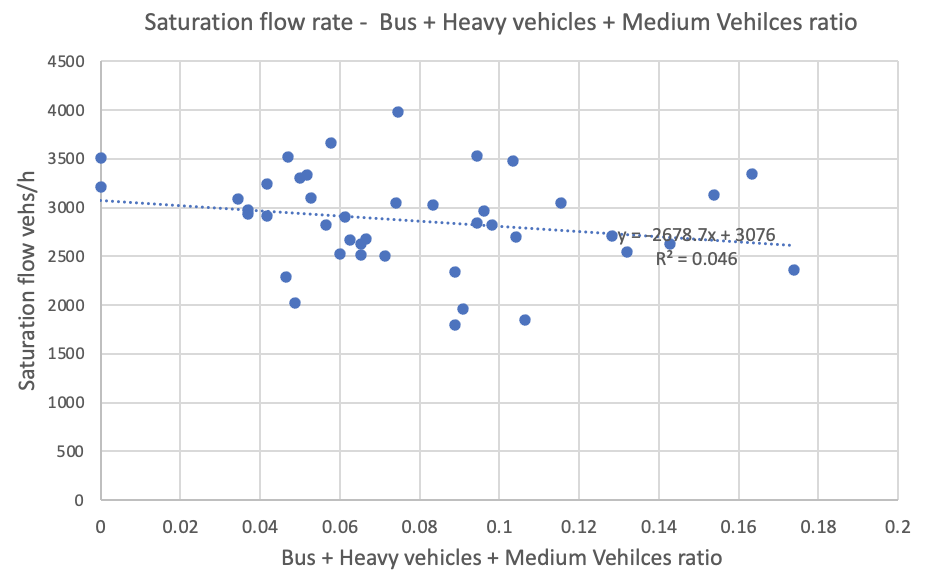 Saturation flow rate -  Bus + Heavy vehicles + Medium Vehilces ratio
4500
4000
3500
3000
2500
2000
1500
1000
500
0
Saturation flow vehs/h
y = -2678.7x + 3076
R² = 0.046
0 0.02 0.04 0.06 0.08 0.1 0.12 0.14 0.16 0.18 0.2
Bus + Heavy vehicles + Medium Vehilces ratio